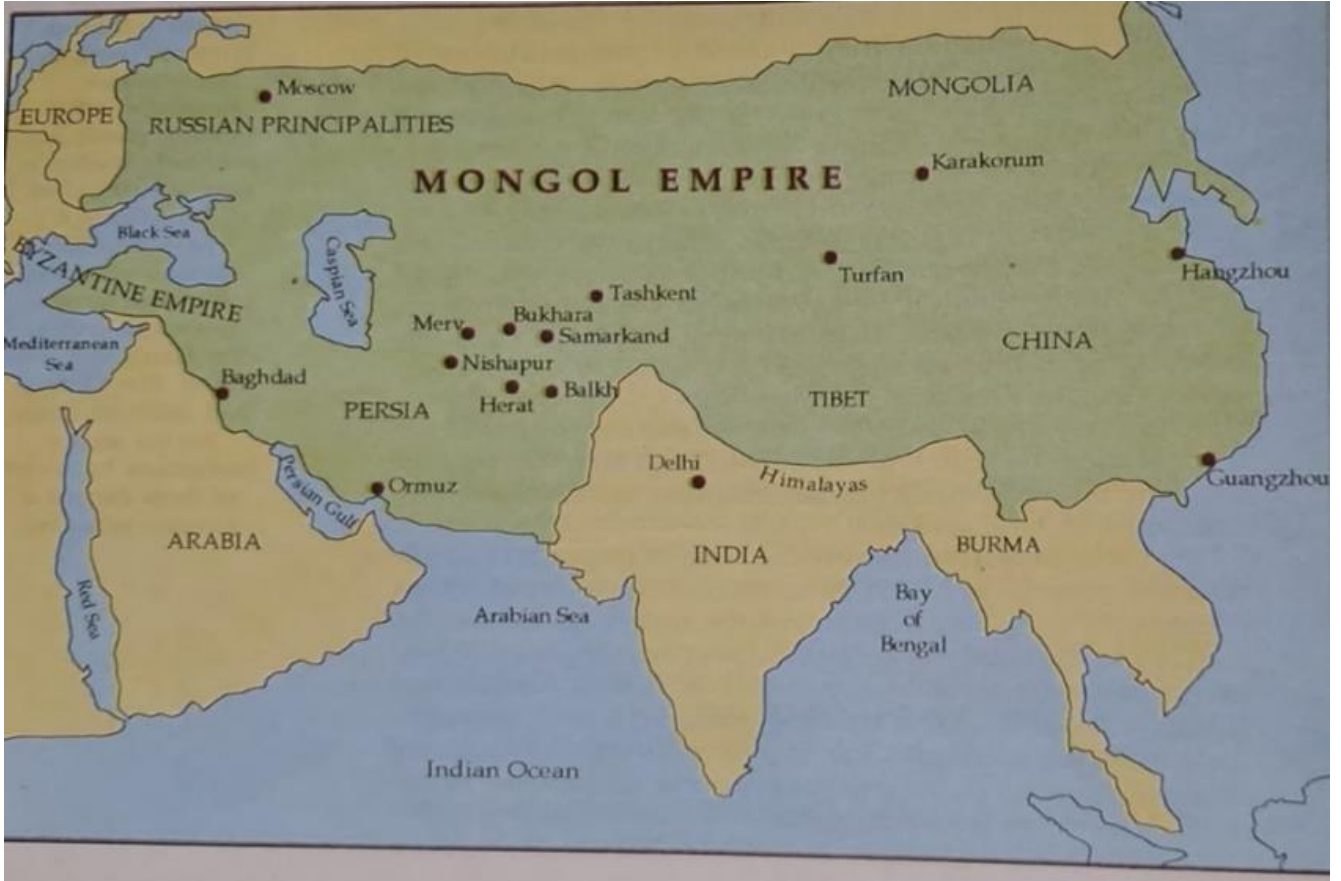 Moscow
MONGOLIA
EUROPE
RUSSIAN PRINCIPALITIES
Karakorum
MONGOL EMPIRE
Black Sea
BYZANTINE EMPIRE
Caspian Sea
Turfan
Hangzhou
Tashkent
Bukhara
Merv
Samarkand
CHINA
Mediterranean
Sea
Nishapur
Baghdad
Herat
Balkh
TIBET
PERSIA
Delhi
Himalayas
Persian Gulf
Ormuz
Guangzhou
ARABIA
INDIA
BURMA
Red Sea
Arabian Sea
Bay
of
Bengal
Indian Ocean